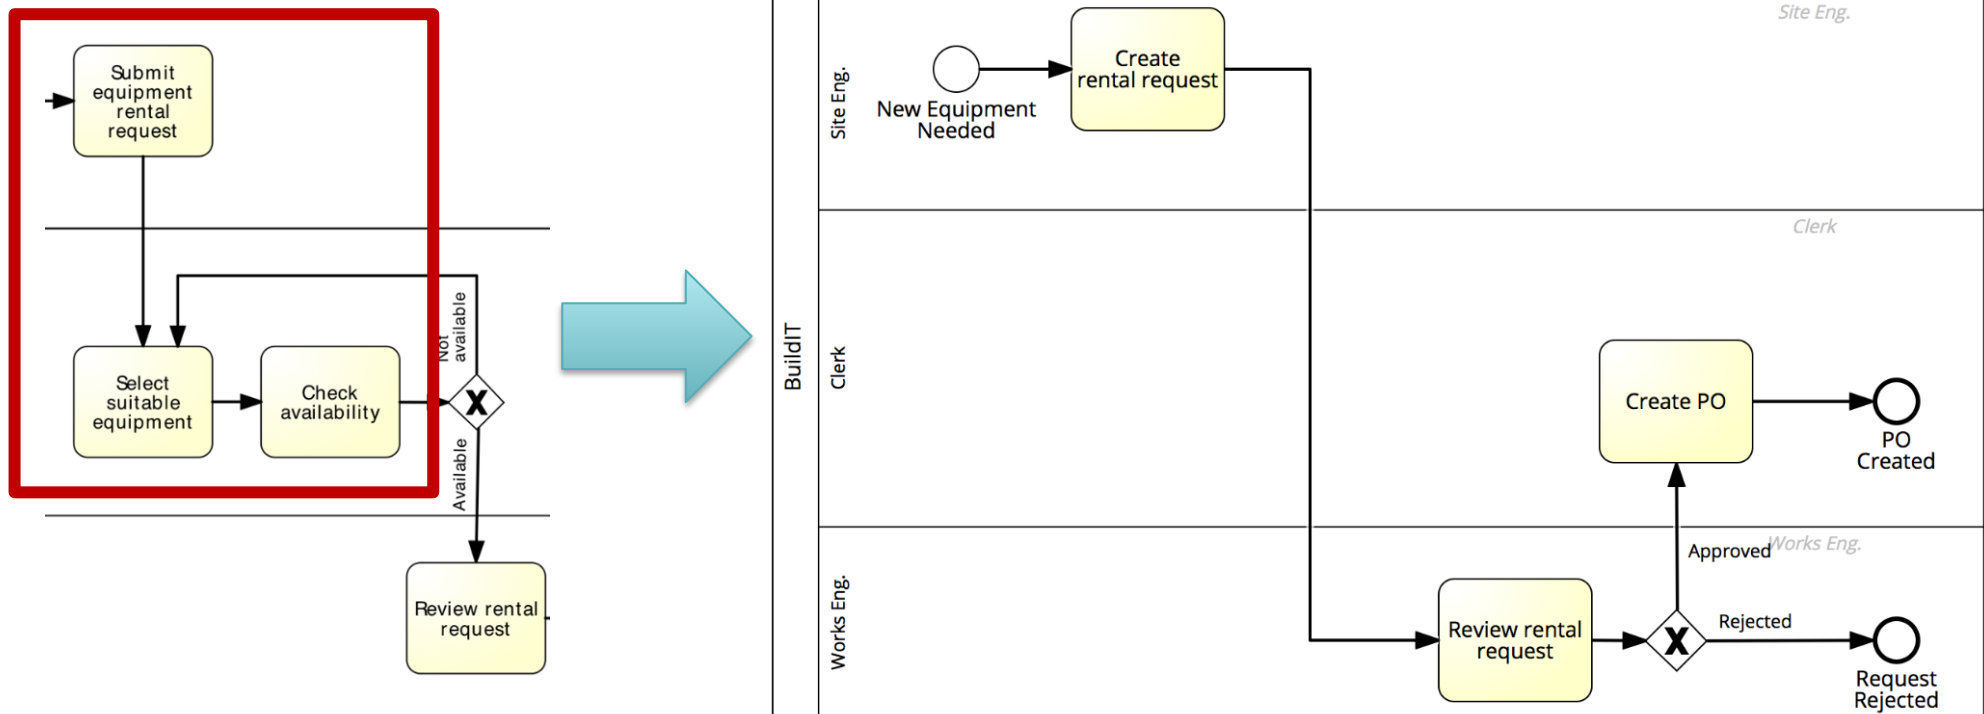 Submit
equipment
rental
request
Not
available
Select
suitable
equipment
Check
availability
X
Available
Review rental
request
BuildIT
Site Eng.
Site Eng.
New Equipment
Needed
Create
rental request
Clerk
Clerk
Create PO
PO
Created
Works Eng.
Works Eng.
Approved
Review rental
request
X
Rejected
Request
Rejected